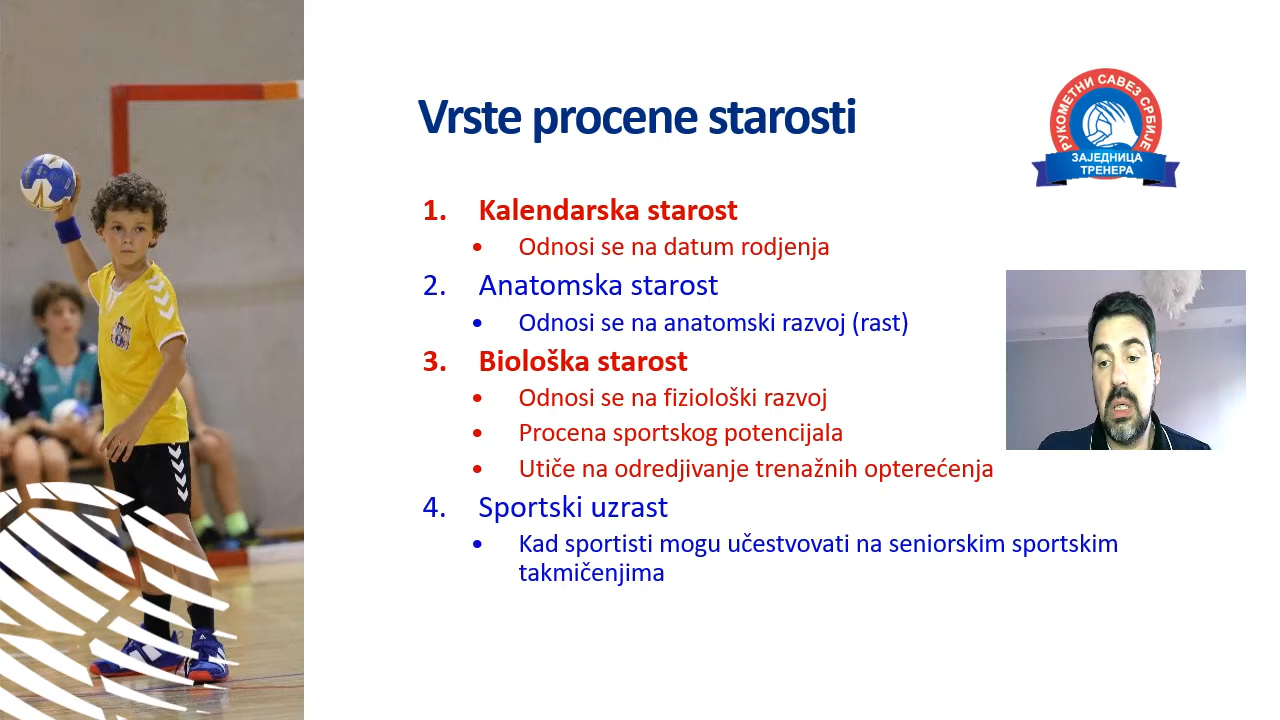 Vrste procene starosti
РУКОМЕТНИ САВЕЗ СРБИЈЕ
ЗАЈЕДНИЦА
ТРЕНЕРА
1. Kalendarska starost
• Odnosi se na datum rodjenja
2. Anatomska starost
• Odnosi se na anatomski razvoj (rast)
3. Biološka starost
• Odnosi se na fiziološki razvoj
• Procena sportskog potencijala
• Utiče na odredjivanje trenažnih opterećenja
4. Sportski uzrast
• Kad sportisti mogu učestvovati na seniorskim sportskim
takmičenjima